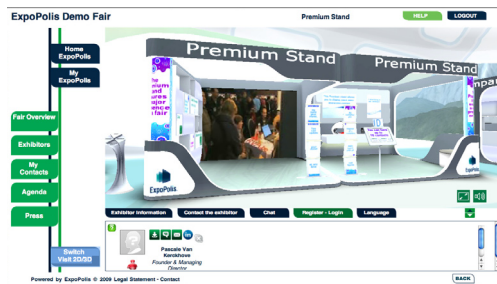 ExpoPolis Demo Fair
Premium Stand
HELP
LOGOUT
Home
ExpoPolis
My
ExpoPolis
Fair Overview
Exhibitors
My
Contacts
Agenda
Press
Switch
Visit 2D/3D
Premium Stand
Premium Stand
ExpoPolis
ExpoPolis
Exhibitor Information
Contact the exhibitor
Chat
Register - Login
Language
Pascale Van
Kerckhove
Founder & Managing
Director
Powered by ExpoPolis © 2009 Legal Statement - Contact
BACK